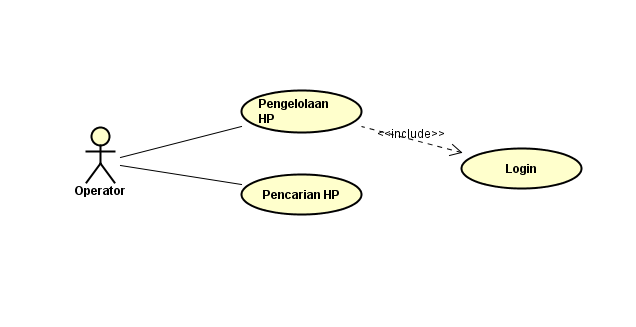 Pengelolaan
HP
<<include>>
Login
Operator
Pencarian HP